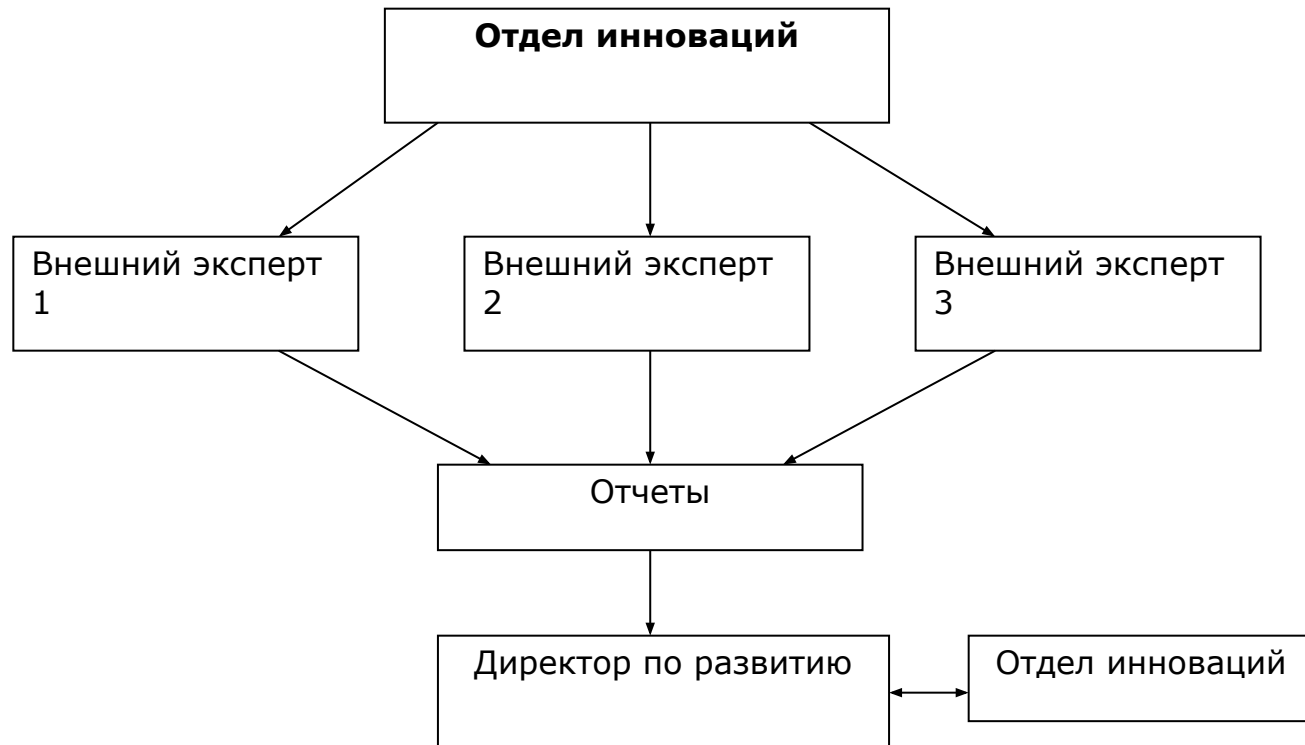 Отдел инноваций
Внешний эксперт
1
Внешний эксперт
2
Внешний эксперт
3
Отчеты
Директор по развитию
Отдел инноваций